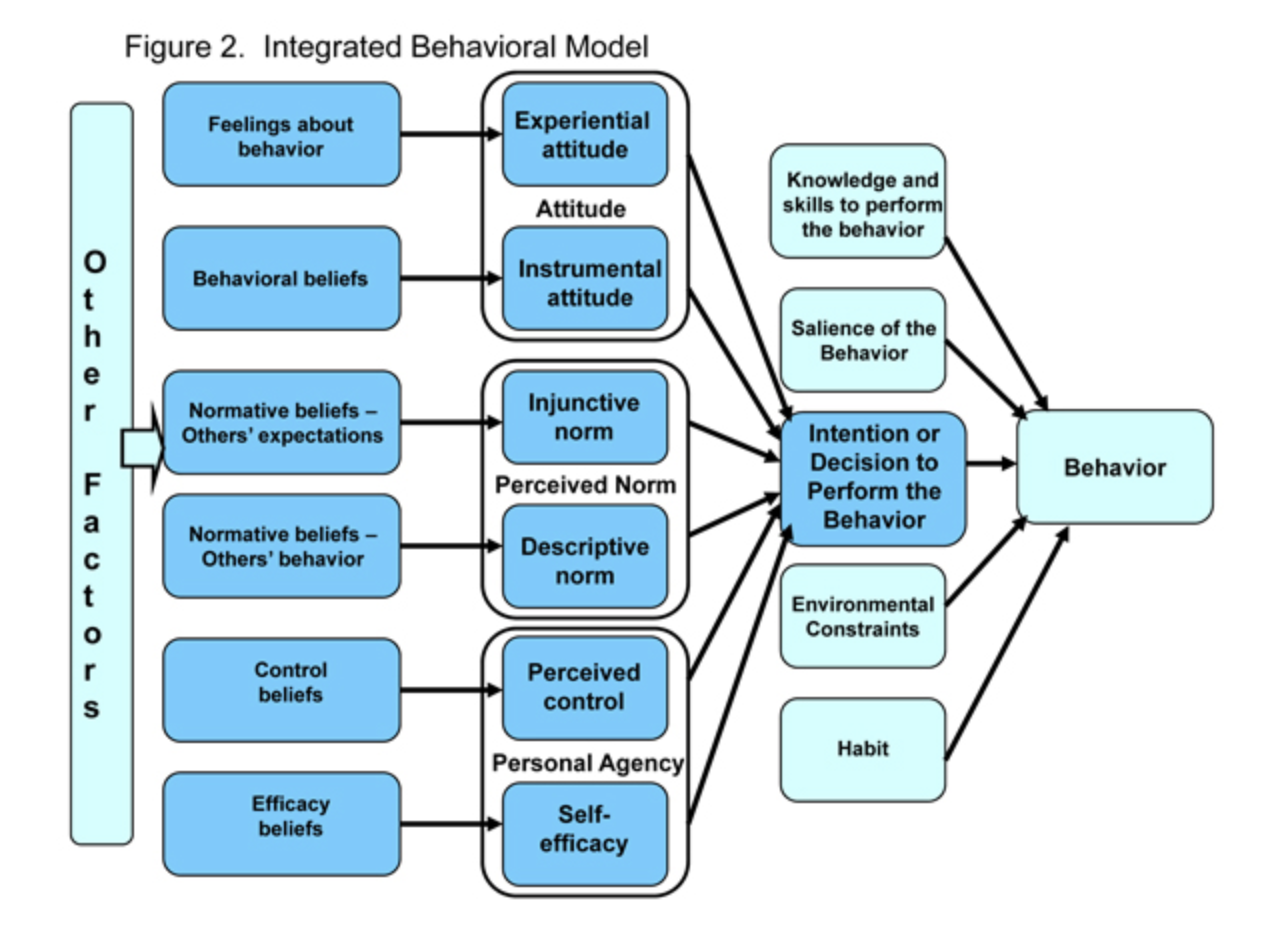 Figure 2.  Integrated Behavioral Model
Other Factors
Feelings about
behavior
Behavioral beliefs
Normative beliefs –
Others’ expectations
Normative beliefs –
Others’ behavior
Control
beliefs
Efficacy
beliefs
Experiential
attitude
Attitude
Instrumental
attitude
Injunctive
norm
Perceived Norm
Descriptive
norm
Perceived
control
Personal Agency
Self-
efficacy
Knowledge and
skills to perform
the behavior
Salience of the
Behavior
Intention or
Decision to
Perform the
Behavior
Environmental
Constraints
Habit
Behavior